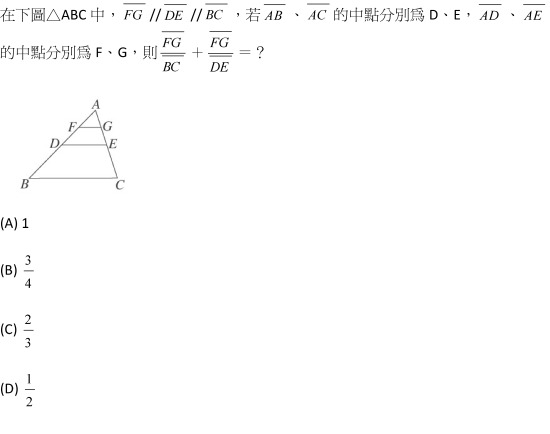 在下圖△ABC 中，$\overline{FG}$ // $\overline{DE}$ // $\overline{BC}$ ，若 $\overline{AB}$ 、$\overline{AC}$ 的中點分別為 D、E，$\overline{AD}$ 、$\overline{AE}$
的中點分別為 F、G，則 $\frac{\overline{FG}}{\overline{BC}}+\frac{\overline{FG}}{\overline{DE}}=$？
A
F G
D E
B C
(A) 1
(B) $\frac{3}{4}$
(C) $\frac{2}{3}$
(D) $\frac{1}{2}$